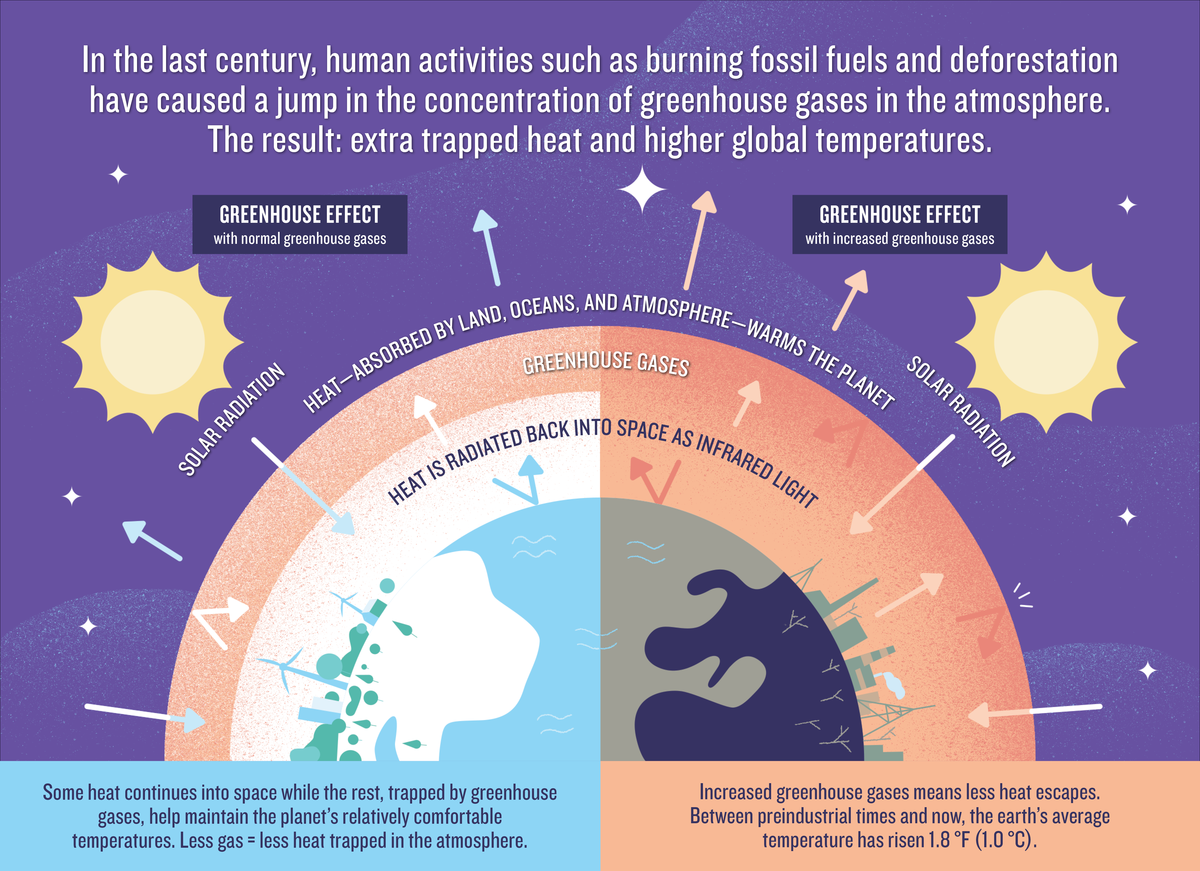 In the last century, human activities such as burning fossil fuels and deforestation
have caused a jump in the concentration of greenhouse gases in the atmosphere.
The result: extra trapped heat and higher global temperatures.
GREENHOUSE EFFECT
with normal greenhouse gases
GREENHOUSE EFFECT
with increased greenhouse gases
SOLAR RADIATION
HEAT—ABSORBED BY LAND, OCEANS, AND ATMOSPHERE—WARMS THE PLANET
SOLAR RADIATION
GREENHOUSE GASES
HEAT IS RADIATED BACK INTO SPACE AS INFRARED LIGHT
Some heat continues into space while the rest, trapped by greenhouse
gases, help maintain the planet's relatively comfortable
temperatures. Less gas = less heat trapped in the atmosphere.
Increased greenhouse gases means less heat escapes.
Between preindustrial times and now, the earth's average
temperature has risen 1.8 °F (1.0 °C).